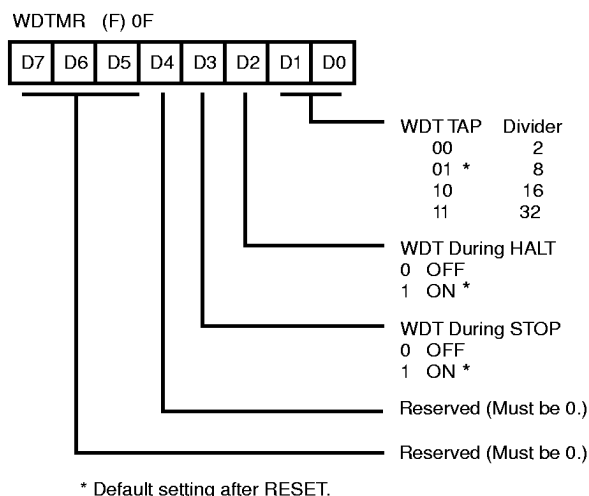 WDTMR (F) 0F
D7 D6 D5 D4 D3 D2 D1 D0
WDT TAP Divider
00 2
01 * 8
10 16
11 32
WDT During HALT
0 OFF
1 ON *
WDT During STOP
0 OFF
1 ON *
Reserved (Must be 0.)
Reserved (Must be 0.)
* Default setting after RESET.